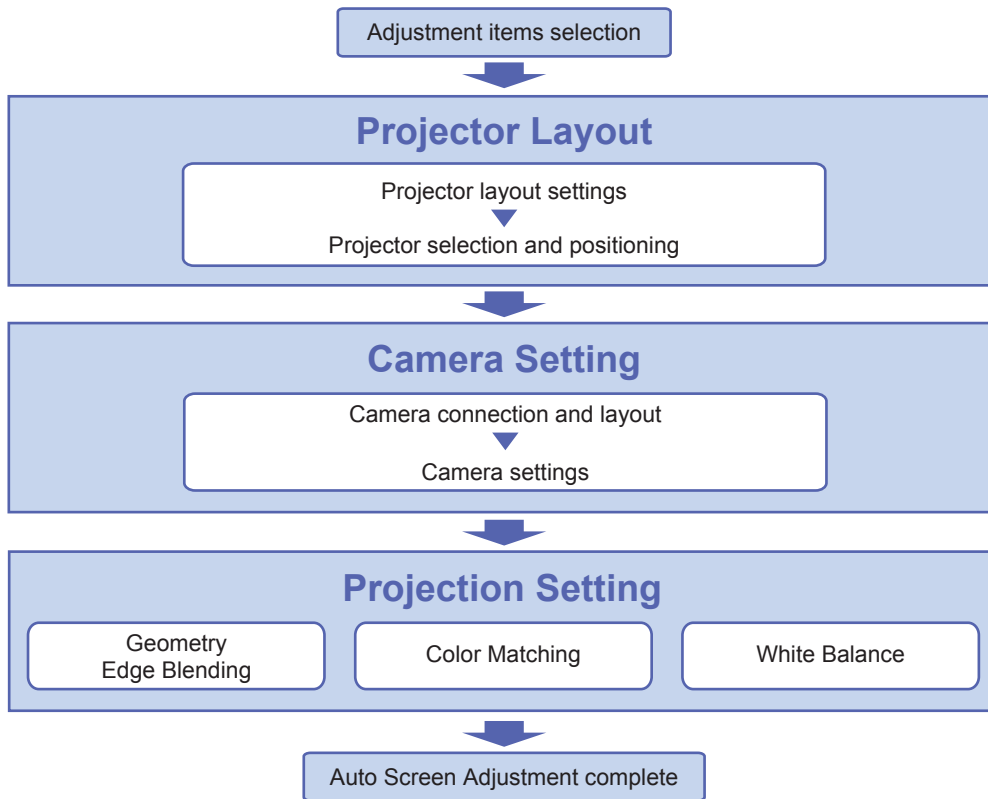 Adjustment items selection
Projector Layout
Projector layout settings
Projector selection and positioning
Camera Setting
Camera connection and layout
Camera settings
Projection Setting
Geometry
Edge Blending
Color Matching
White Balance
Auto Screen Adjustment complete